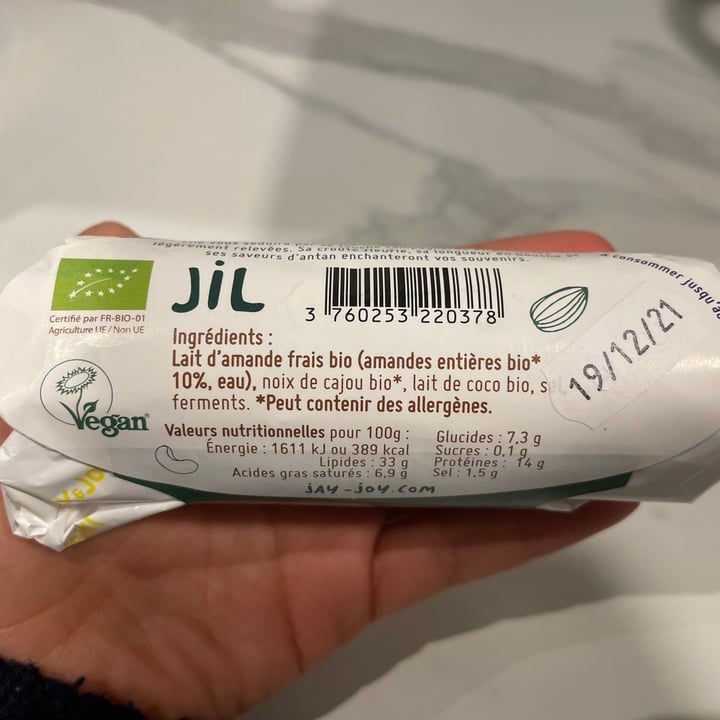 légèrement relevées. Sa croûte fleurie, sa longueur en bouche et
ses saveurs d'antan enchanteront vos souvenirs.
A consommer jusqu'au
19/12/21
JIL
3 760253 220378
Certifié par FR-BIO-01
Agriculture UE/Non UE
Vegan
Ingrédients :
Lait d'amande frais bio (amandes entières bio*
10%, eau), noix de cajou bio*, lait de coco bio,
ferments. *Peut contenir des allergènes.
Valeurs nutritionnelles pour 100g :
Énergie : 1611 kJ ou 389 kcal
Lipides : 33 g
Acides gras saturés : 6,9 g
Glucides : 7,3 g
Sucres : 0,1 g
Protéines : 14 g
Sel : 1,5 g
JAY-JOY.COM